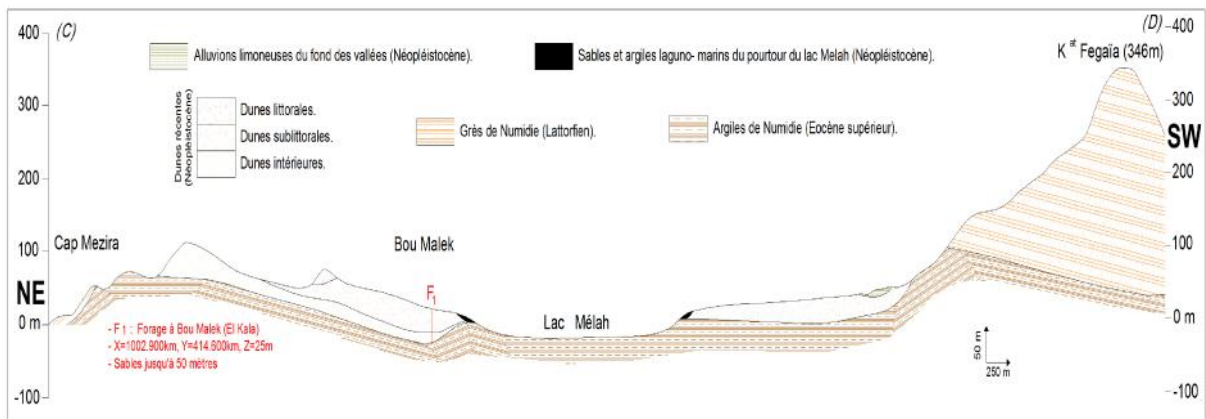 400
(C)
(D)
400
K at Fegaïa (346m)
Alluvions limoneuses du fond des vallées (Néopléistocène).
Sables et argiles laguno- marins du pourtour du lac Melah (Néopléistocène).
300
300
Dunes récentes
(Néopléistocène)
Dunes littorales.
Dunes sublittorales.
Dunes intérieures.
Grès de Numidie (Lattorfien).
Argiles de Numidie (Eocène supérieur).
SW
200
200
100
Cap Mezira
Bou Malek
100
NE
F1
0 m
Lac Mélah
0 m
- F1 : Forage à Bou Malek (El Kala)
- X=1002.900km, Y=414.600km, Z=25m
- Sables jusqu'à 50 mètres
50 m
250 m
-100
-100